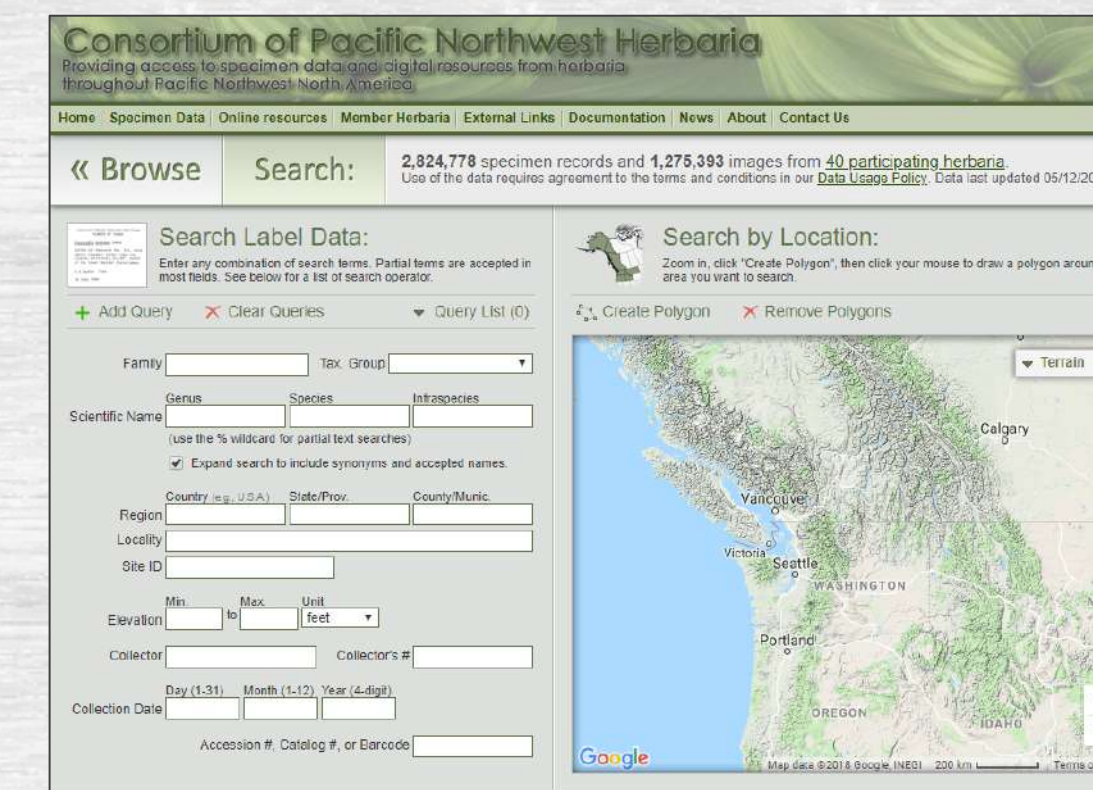 Consortium of Pacific Northwest Herbaria
Providing access to specimen data and digital resources from herbaria
throughout Pacific Northwest North America
Home Specimen Data Online resources Member Herbaria External Links Documentation News About Contact Us
« Browse
Search:
2,824,778 specimen records and 1,275,393 images from 40 participating herbaria.
Use of the data requires agreement to the terms and conditions in our Data Usage Policy. Data last updated 05/12/20
Search Label Data:
Enter any combination of search terms. Partial terms are accepted in
most fields. See below for a list of search operator.
+ Add Query Clear Queries Query List (0)
Family Tax. Group
Genus Species Infraspecies
Scientific Name
(use the % wildcard for partial text searches)
Expand search to include synonyms and accepted names.
Country (e.g., U.S.A.) State/Prov. County/Munic.
Region
Locality
Site ID
Min. Max. Unit
Elevation to feet
Collector Collector's #
Day (1-31) Month (1-12) Year (4-digit)
Collection Date
Accession #, Catalog #, or Barcode
Search by Location:
Zoom in, click "Create Polygon", then click your mouse to draw a polygon aroun
area you want to search.
Create Polygon Remove Polygons
Terrain
Calgary
Vancouver
Victoria
Seattle
WASHINGTON
Portland
OREGON
IDAHO
Google
Map data ©2018 Google, INEGI 200 km Terms o